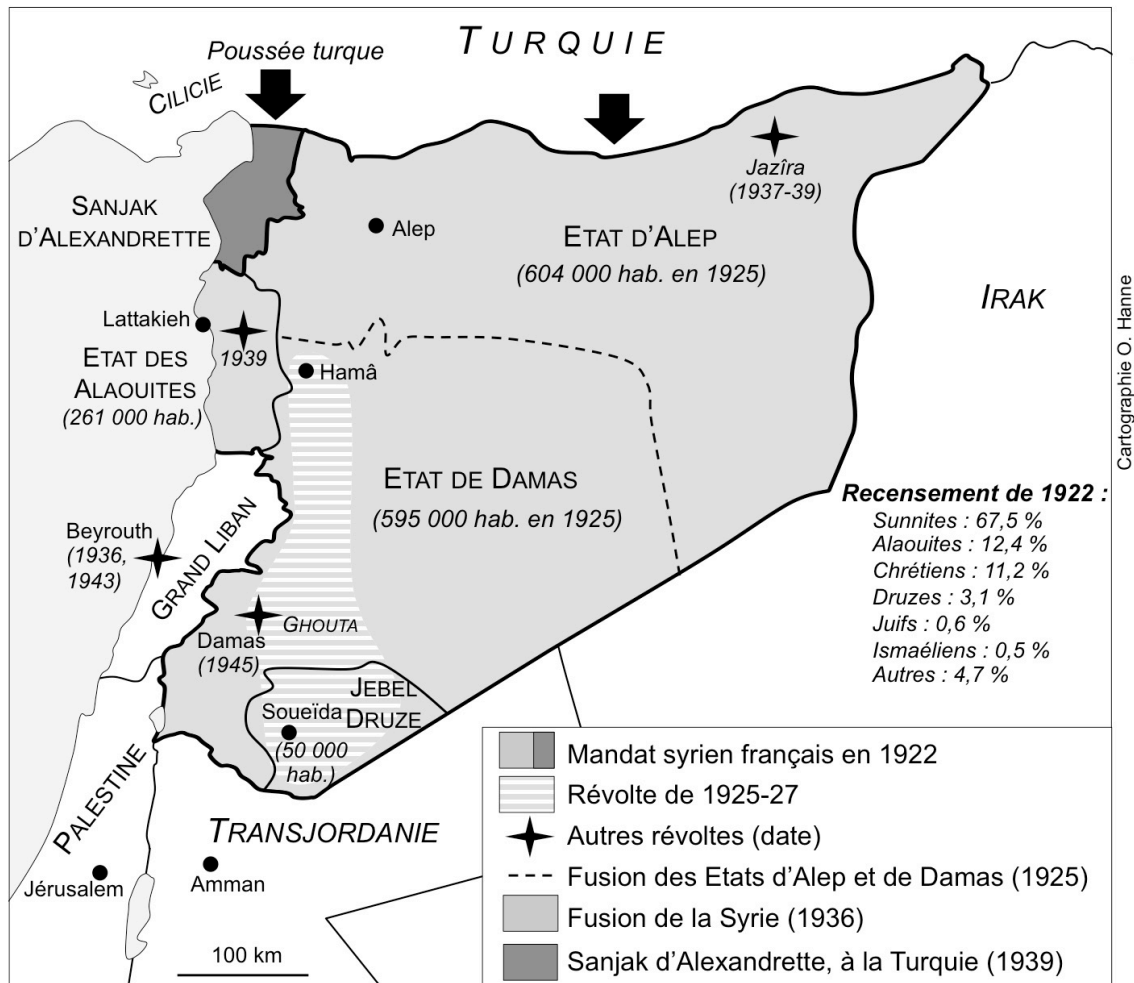 TURQUIE
Poussée turque
CILICIE
Jazîra
(1937-39)
SANJAK
D'ALEXANDRETTE
Alep
ETAT D'ALEP
(604 000 hab. en 1925)
IRAK
Lattakieh
1939
ETAT DES
ALAOUITES
(261 000 hab.)
Hamâ
ETAT DE DAMAS
(595 000 hab. en 1925)
Beyrouth
(1936,
1943)
GRAND LIBAN
Damas
(1945)
GHOUTA
JEBEL
DRUZE
Soueïda
(50 000
hab.)
PALESTINE
TRANSJORDANIE
Jérusalem
Amman
100 km
Cartographie O. Hanne
Recensement de 1922 :
Sunnites : 67,5 %
Alaouites : 12,4 %
Chrétiens : 11,2 %
Druzes : 3,1 %
Juifs : 0,6 %
Ismaéliens : 0,5 %
Autres : 4,7 %
Mandat syrien français en 1922
Révolte de 1925-27
Autres révoltes (date)
Fusion des Etats d'Alep et de Damas (1925)
Fusion de la Syrie (1936)
Sanjak d'Alexandrette, à la Turquie (1939)